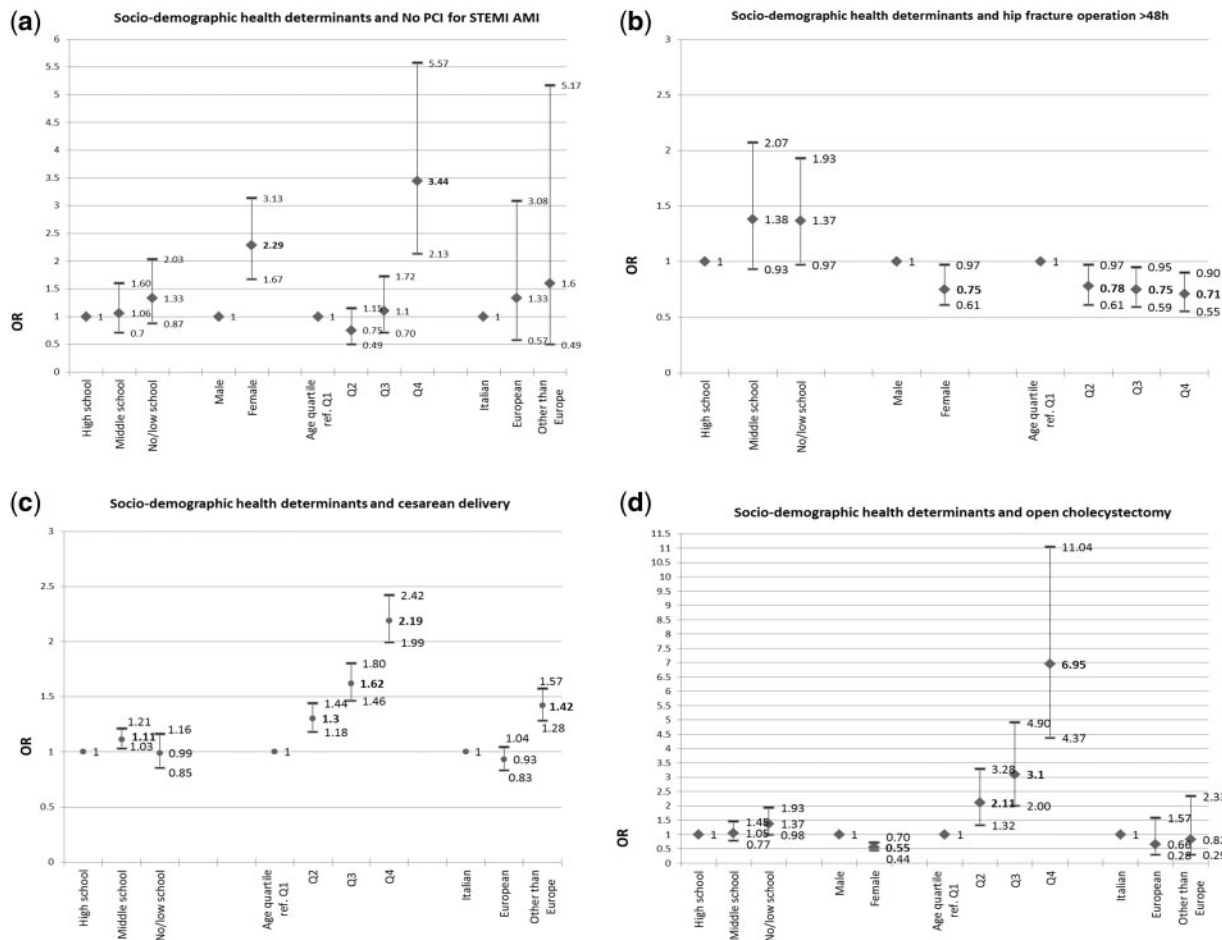 (a)
Socio-demographic health determinants and No PCI for STEMI AMI
OR
6
5.5
5
4.5
4
3.5
3
2.5
2
1.5
1
0.5
0
1
1.60
1.06
0.7
2.03
1.33
0.87
1
3.13
2.29
1.67
1
1.15
0.75
0.49
1.72
1.1
0.70
5.57
3.44
2.13
1
3.08
1.33
0.57
5.17
1.6
0.49
High school
Middle school
No/low school
Male
Female
Age quartile
ref. Q1
Q2
Q3
Q4
Italian
European
Other than
Europe
(b)
Socio-demographic health determinants and hip fracture operation >48h
OR
3
2.5
2
1.5
1
0.5
0
1
2.07
1.38
0.93
1.93
1.37
0.97
1
0.97
0.75
0.61
1
0.97
0.78
0.61
0.95
0.75
0.59
0.90
0.71
0.55
High school
Middle school
No/low school
Male
Female
Age quartile
ref. Q1
Q2
Q3
Q4
(c)
Socio-demographic health determinants and cesarean delivery
OR
3
2.5
2
1.5
1
0.5
0
1
1.21
1.11
1.03
1.16
0.99
0.85
1
1.44
1.3
1.18
1.80
1.62
1.46
2.42
2.19
1.99
1
1.04
0.93
0.83
1.57
1.42
1.28
High school
Middle school
No/low school
Age quartile
ref. Q1
Q2
Q3
Q4
Italian
European
Other than
Europe
(d)
Socio-demographic health determinants and open cholecystectomy
OR
11.5
11
10.5
10
9.5
9
8.5
8
7.5
7
6.5
6
5.5
5
4.5
4
3.5
3
2.5
2
1.5
1
0.5
0
1
1.45
1.05
0.77
1.93
1.37
0.98
1
0.70
0.55
0.44
1
3.28
2.11
1.32
4.90
3.1
2.00
11.04
6.95
4.37
1
1.57
0.66
0.28
High school
Middle school
No/low school
Male
Female
Age quartile
ref. Q1
Q2
Q3
Q4
Italian
European
Other than
Europe